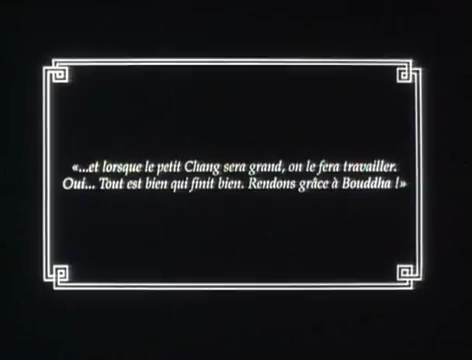 «...et lorsque le petit Chang sera grand, on le fera travailler.
Oui... Tout est bien qui finit bien. Rendons grâce à Bouddha !»